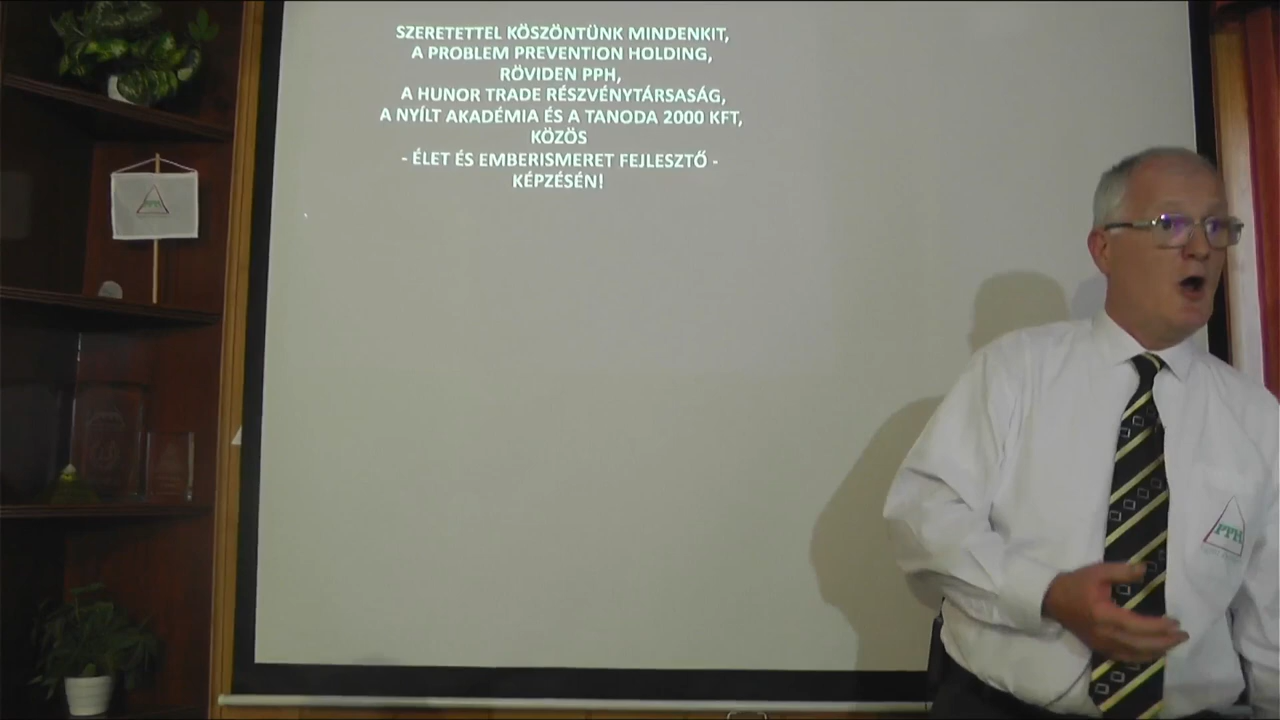 SZERETETTEL KÖSZÖNTÜNK MINDENKIT,
A PROBLEM PREVENTION HOLDING,
RÖVIDEN PPH,
A HUNOR TRADE RÉSZVÉNYTÁRSASÁG,
A NYÍLT AKADÉMIA ÉS A TANODA 2000 KFT,
KÖZÖS
- ÉLET ÉS EMBERISMERET FEJLESZTŐ -
KÉPZÉSÉN!
PPH